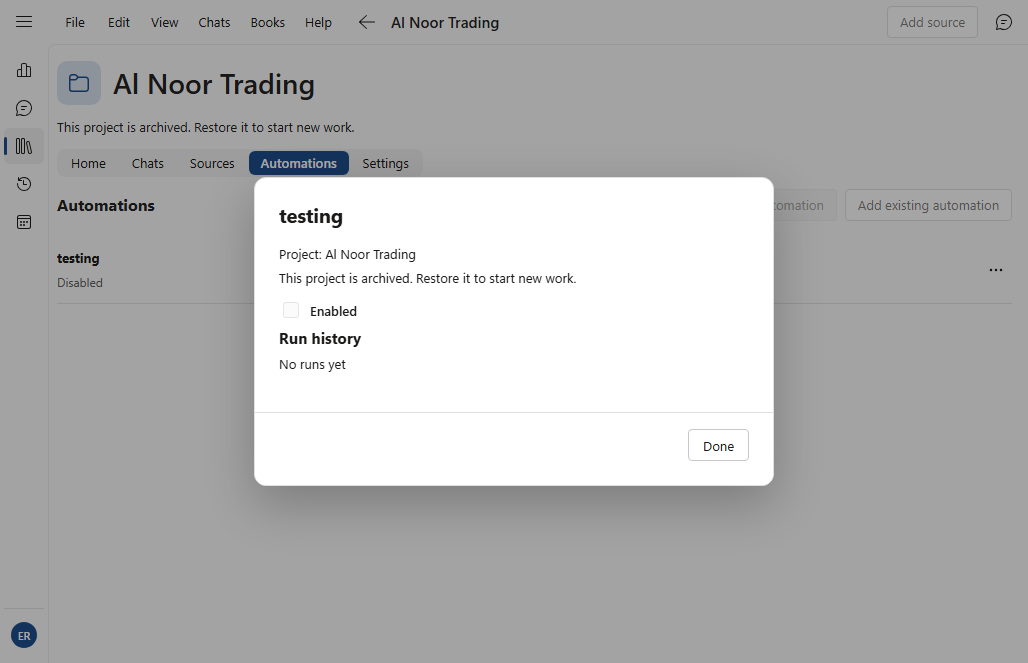 File Edit View Chats Books Help Al Noor Trading Add source
Al Noor Trading
This project is archived. Restore it to start new work.
Home Chats Sources Automations Settings
Automations
Add existing automation
testing
Disabled
testing
Project: Al Noor Trading
This project is archived. Restore it to start new work.
Enabled
Run history
No runs yet
Done
ER